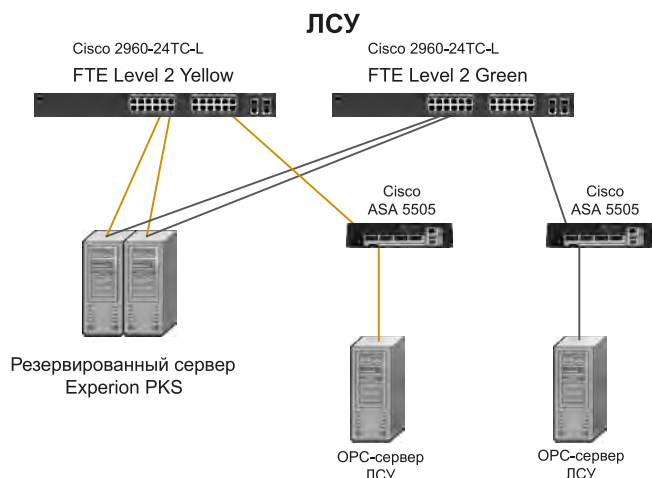 ЛСУ
Cisco 2960-24TC-L
FTE Level 2 Yellow
Cisco 2960-24TC-L
FTE Level 2 Green
Cisco
ASA 5505
Cisco
ASA 5505
Резервированный сервер
Experion PKS
OPC-сервер
ЛСУ
OPC-сервер
ЛСУ